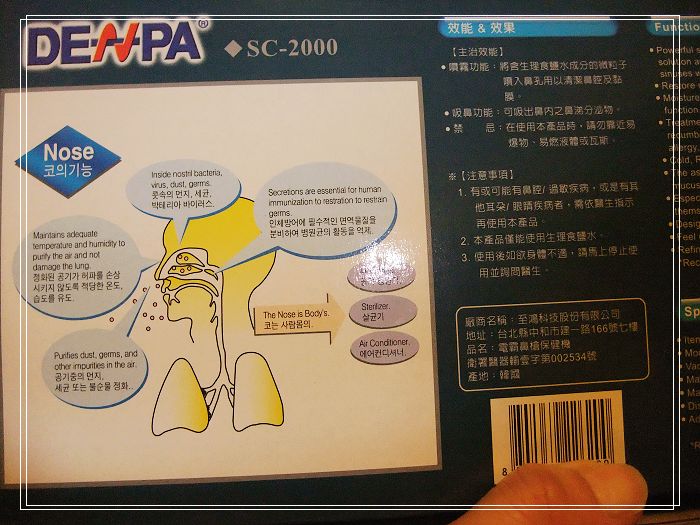 DENPA®
◆SC-2000
Nose
코의기능
Inside nostril bacteria,
virus, dust, germs.
콧속의 먼지, 세균,
박테리아 바이러스.
Secretions are essential for human
immunization to restration to restrain
germs.
인체방어에 필수적인 면역물질을
분비하여 병원균의 활동을 억제.
Maintains adequate
temperature and humidity to
purify the air and not
damage the lung.
정화된 공기가 허파를 손상
시키지 않도록 적당한 온도,
습도를 유도.
Purifies dust, germs, and
other impurities in the air.
공기중의 먼지,
세균 또는 불순물 정화..
The Nose is Body's.
코는 사람몸의.
Sterilizer.
살균기
Air Conditioner.
에어컨디셔너.
效能 & 效果
【主治效能】
•噴霧功能：將含生理食鹽水成分的微粒子
噴入鼻孔用以清潔鼻腔及黏
膜。
•吸鼻功能：可吸出鼻內之鼻涕分泌物。
•禁 忌：在使用本產品時，請勿靠近易
爆物、易燃液體或瓦斯。
※【注意事項】
1. 有或可能有鼻腔/ 過敏疾病，或是有其
他耳朵/ 眼睛疾病者，需依醫生指示
再使用本產品。
2. 本產品僅能使用生理食鹽水。
3. 使用後如欲身體不適，請馬上停止使
用並詢問醫生。
廠商名稱：至鴻科技股份有限公司
地址：台北縣中和市建一路166號七樓
品名：電霸鼻槍保健機
衛署醫器輸壹字第002534號
產地：韓國
Functio
•Powerful s
solution a
sinuses
•Restore
•Moisture
function
•Treatme
allergy.
•Cold,
•The as
•Espec
•Desig
•Feel
•Refin
"Rec
Sp